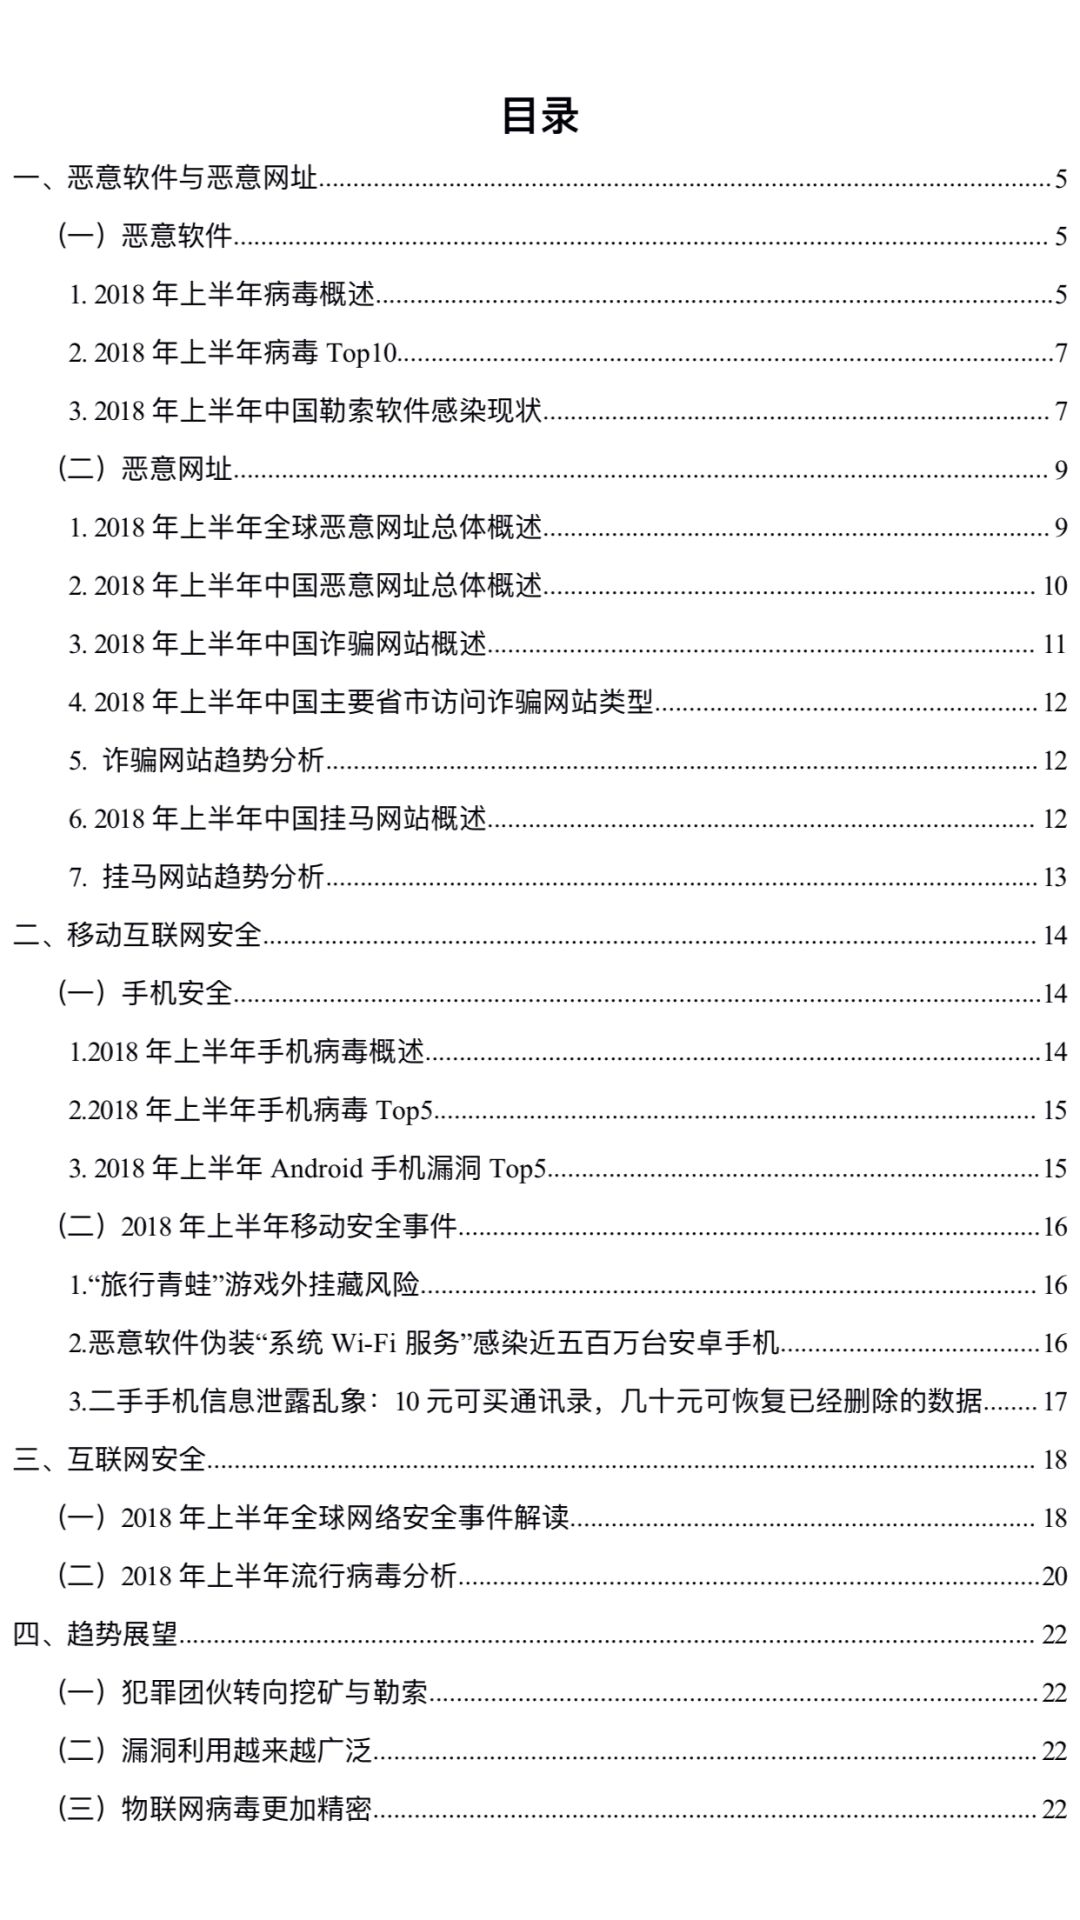 目录
一、恶意软件与恶意网址........................................................5
（一）恶意软件........................................................5
1. 2018 年上半年病毒概述........................................................5
2. 2018 年上半年病毒 Top10........................................................7
3. 2018 年上半年中国勒索软件感染现状........................................................7
（二）恶意网址........................................................9
1. 2018 年上半年全球恶意网址总体概述........................................................9
2. 2018 年上半年中国恶意网址总体概述........................................................10
3. 2018 年上半年中国诈骗网站概述........................................................11
4. 2018 年上半年中国主要省市访问诈骗网站类型........................................................12
5. 诈骗网站趋势分析........................................................12
6. 2018 年上半年中国挂马网站概述........................................................12
7. 挂马网站趋势分析........................................................13
二、移动互联网安全........................................................14
（一）手机安全........................................................14
1.2018 年上半年手机病毒概述........................................................14
2.2018 年上半年手机病毒 Top5........................................................15
3. 2018 年上半年 Android 手机漏洞 Top5........................................................15
（二）2018 年上半年移动安全事件........................................................16
1.“旅行青蛙”游戏外挂藏风险........................................................16
2.恶意软件伪装“系统 Wi-Fi 服务”感染近五百万台安卓手机........................................16
3.二手手机信息泄露乱象：10 元可买通讯录，几十元可恢复已经删除的数据........17
三、互联网安全........................................................18
（一）2018 年上半年全球网络安全事件解读........................................................18
（二）2018 年上半年流行病毒分析........................................................20
四、趋势展望........................................................22
（一）犯罪团伙转向挖矿与勒索........................................................22
（二）漏洞利用越来越广泛........................................................22
（三）物联网病毒更加精密........................................................22